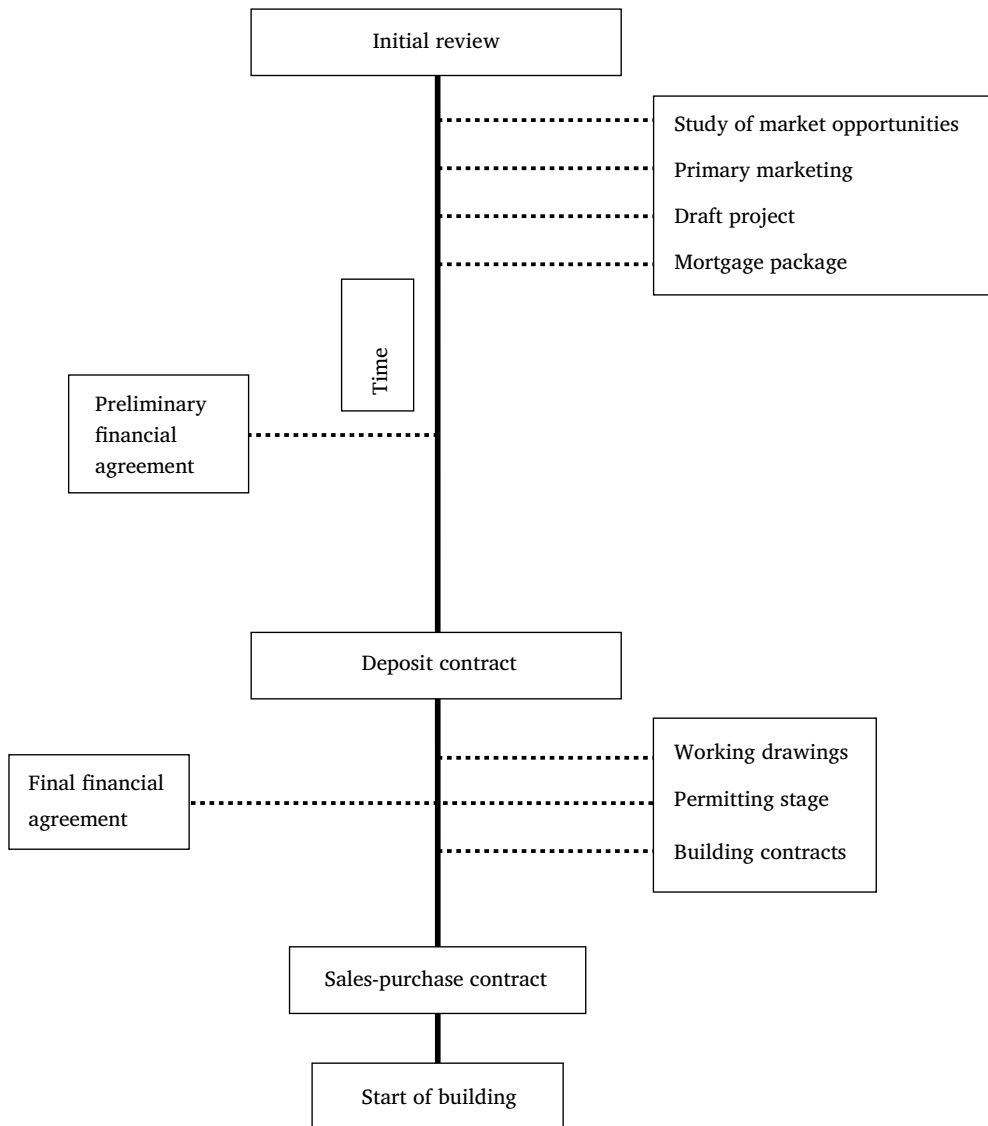 Initial review
Study of market opportunities
Primary marketing
Draft project
Mortgage package
Time
Preliminary
financial
agreement
Deposit contract
Working drawings
Final financial
agreement
Permitting stage
Building contracts
Sales-purchase contract
Start of building